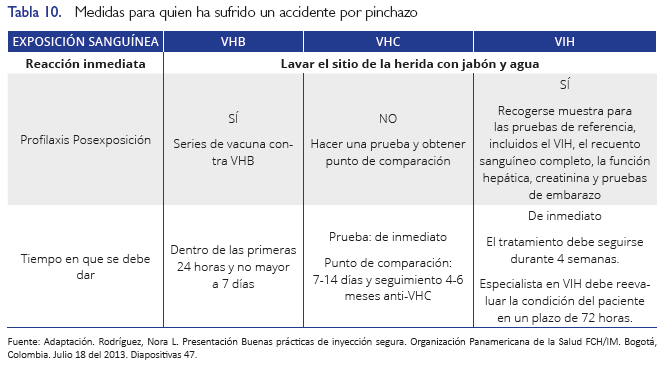 Tabla 10. Medidas para quien ha sufrido un accidente por pinchazo
EXPOSICIÓN SANGUÍNEA VHB VHC VIH
Reacción inmediata Lavar el sitio de la herida con jabón y agua
Profilaxis Posexposición
SÍ
Series de vacuna con-
tra VHB
NO
Hacer una prueba y obtener
punto de comparación
SÍ
Recogerse muestra para
las pruebas de referencia,
incluidos el VIH, el recuento
sanguíneo completo, la función
hepática, creatinina y pruebas
de embarazo
Tiempo en que se debe
dar
Dentro de las primeras
24 horas y no mayor
a 7 días
Prueba: de inmediato
Punto de comparación:
7-14 días y seguimiento 4-6
meses anti-VHC
De inmediato
El tratamiento debe seguirse
durante 4 semanas.
Especialista en VIH debe reeva-
luar la condición del paciente
en un plazo de 72 horas.
Fuente: Adaptación. Rodríguez, Nora L. Presentación Buenas prácticas de inyección segura. Organización Panamericana de la Salud FCH/IM. Bogotá,
Colombia. Julio 18 del 2013. Diapositivas 47.